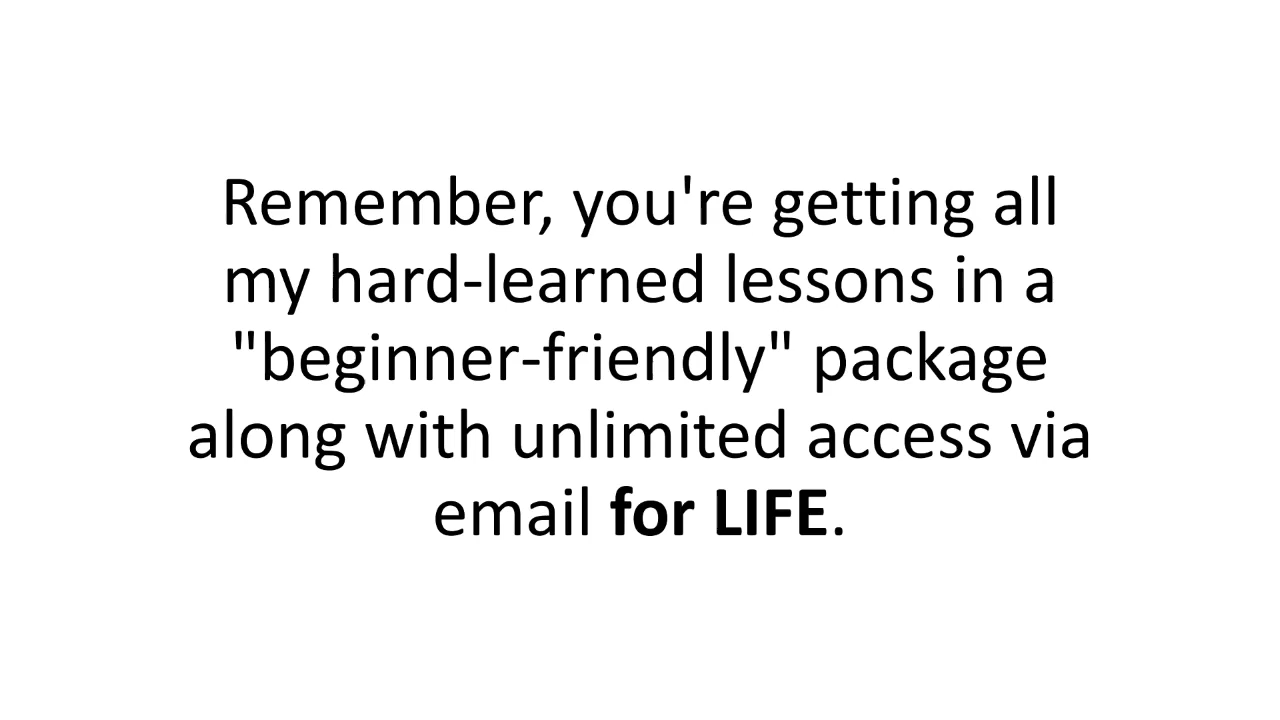 Remember, you're getting all
my hard-learned lessons in a
"beginner-friendly" package
along with unlimited access via
email for LIFE.